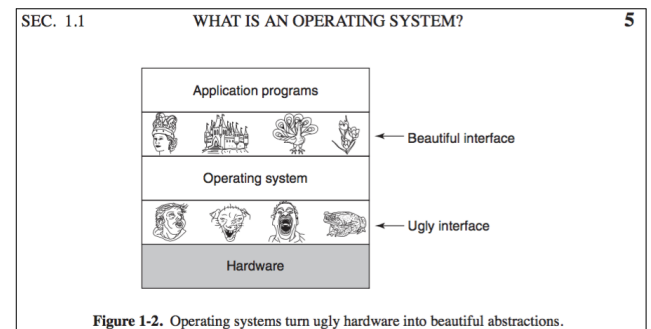 SEC. 1.1 WHAT IS AN OPERATING SYSTEM? 5
Application programs
Beautiful interface
Operating system
Ugly interface
Hardware
Figure 1-2. Operating systems turn ugly hardware into beautiful abstractions.